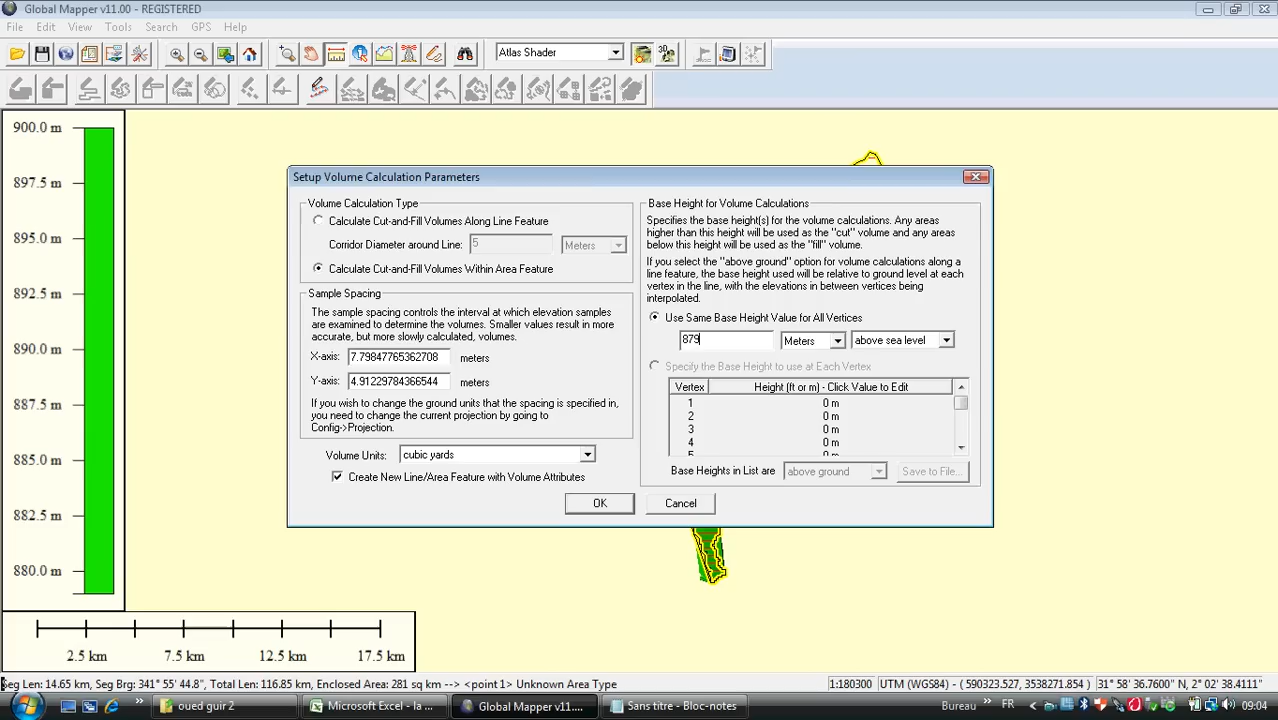 Global Mapper v11.00 - REGISTERED
File Edit View Tools Search GPS Help
Atlas Shader
3D
900.0 m
897.5 m
895.0 m
892.5 m
890.0 m
887.5 m
885.0 m
882.5 m
880.0 m
2.5 km 7.5 km 12.5 km 17.5 km
Setup Volume Calculation Parameters
Volume Calculation Type
Calculate Cut-and-Fill Volumes Along Line Feature
Corridor Diameter around Line: 5 Meters
Calculate Cut-and-Fill Volumes Within Area Feature
Sample Spacing
The sample spacing controls the interval at which elevation samples
are examined to determine the volumes. Smaller values result in more
accurate, but more slowly calculated, volumes.
X-axis: 7.79847765362708 meters
Y-axis: 4.91229784366544 meters
If you wish to change the ground units that the spacing is specified in,
you need to change the current projection by going to
Config->Projection.
Volume Units: cubic yards
Create New Line/Area Feature with Volume Attributes
Base Height for Volume Calculations
Specifies the base height(s) for the volume calculations. Any areas
higher than this height will be used as the "cut" volume and any areas
below this height will be used as the "fill" volume.
If you select the "above ground" option for volume calculations along a
line feature, the base height used will be relative to ground level at each
vertex in the line, with the elevations in between vertices being
interpolated.
Use Same Base Height Value for All Vertices
879 Meters above sea level
Specify the Base Height to use at Each Vertex
Vertex Height (ft or m) - Click Value to Edit
1 0 m
2 0 m
3 0 m
4 0 m
5 0 m
Base Heights in List are above ground Save to File...
OK Cancel
Seg Len: 14.65 km, Seg Brg: 341° 55' 44.8", Total Len: 116.85 km, Enclosed Area: 281 sq km --> <point 1> Unknown Area Type
1:180300 UTM (WGS84) - ( 590323.527, 3538271.854 ) 31° 58' 36.7600" N, 2° 02' 38.4111"
oued guir 2 Microsoft Excel - la ... Global Mapper v11.... Sans titre - Bloc-notes Bureau » FR 09:04